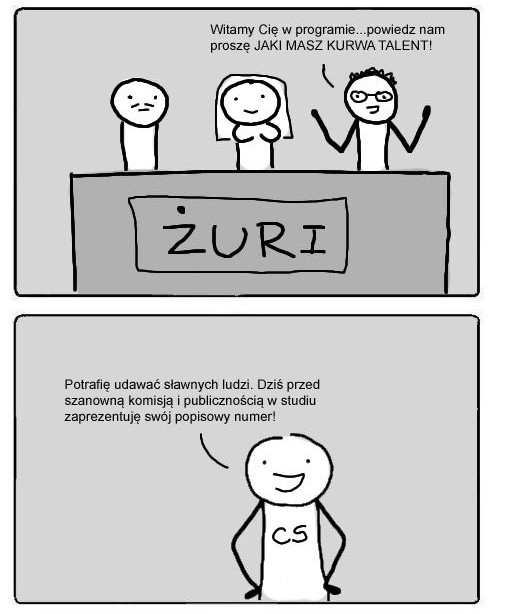 Witamy Cię w programie...powiedz nam
proszę JAKI MASZ KURWA TALENT!
ŻURI
Potrafię udawać sławnych ludzi. Dziś przed
szanowną komisją i publicznością w studiu
zaprezentuję swój popisowy numer!
CS